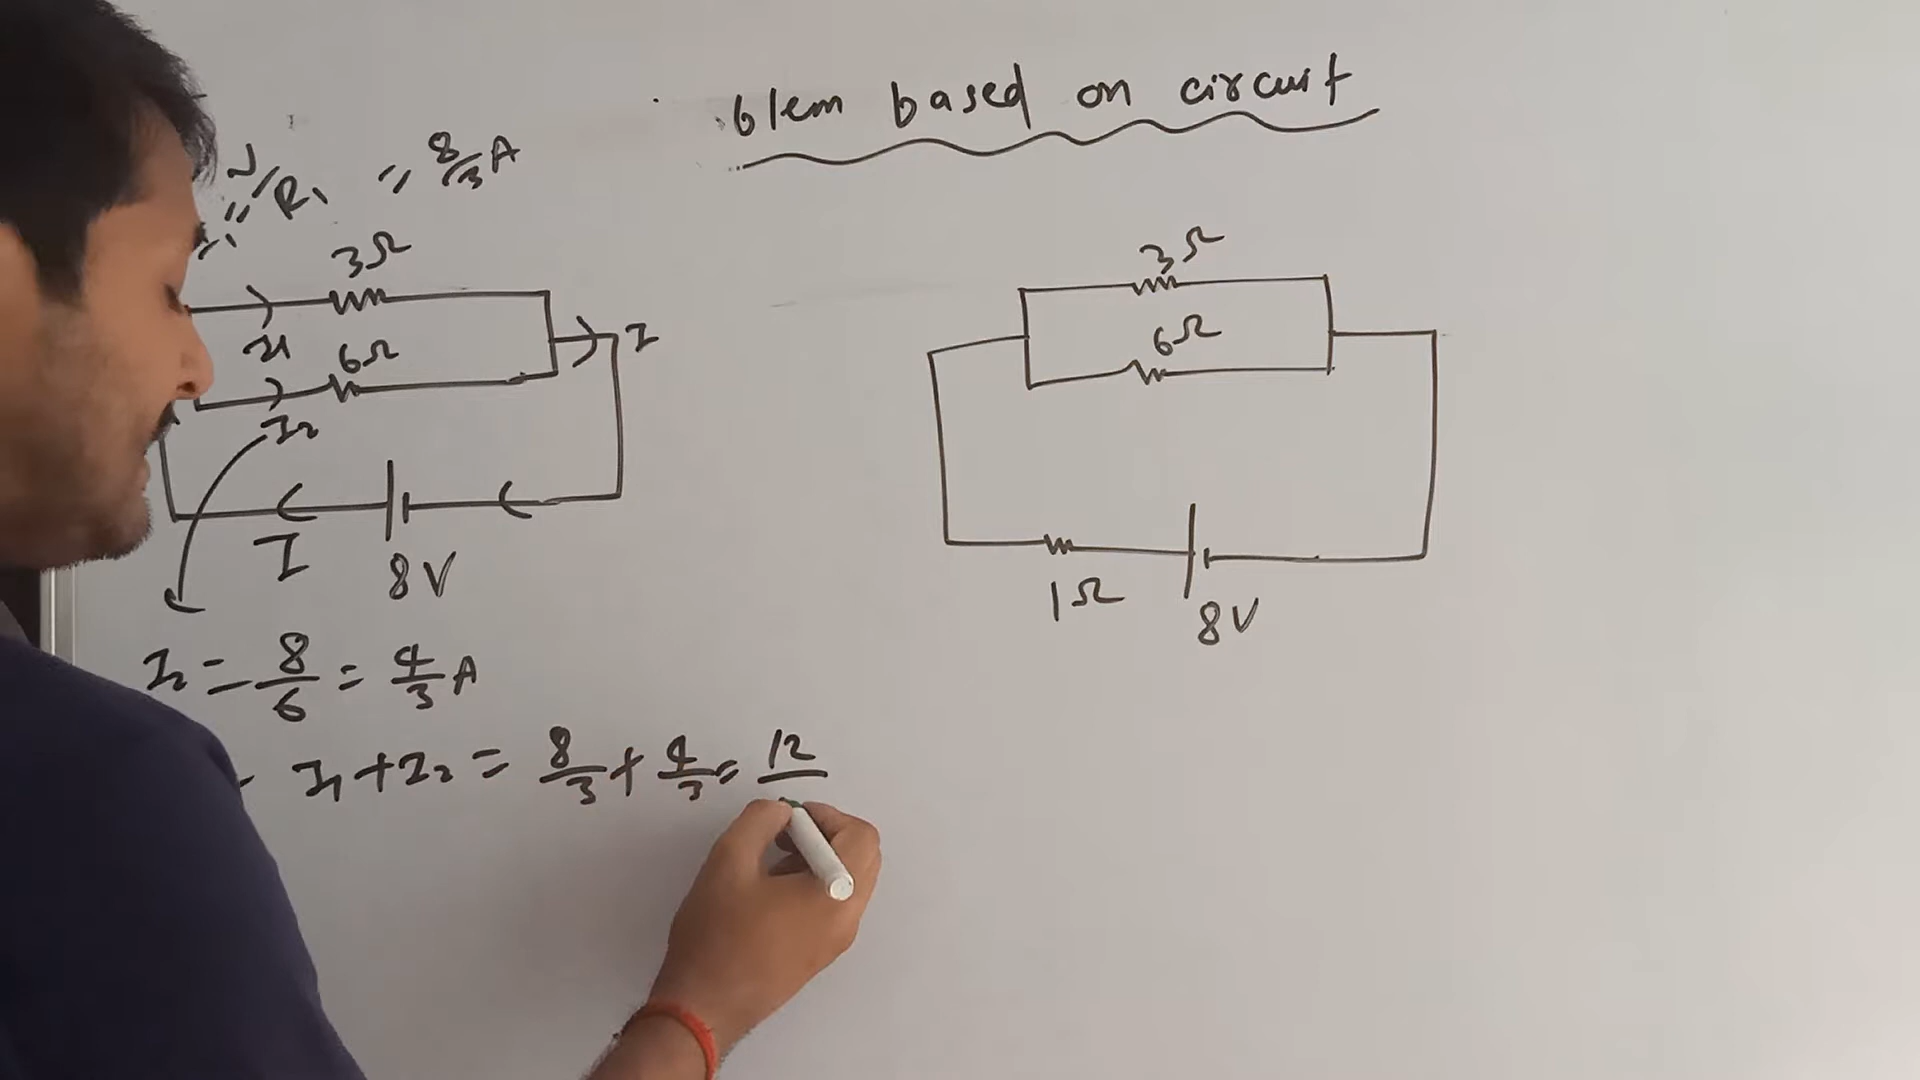 blem based on circuit
V/R1 = 8/3 A
3Ω
I1
6Ω
I
I2
I
8V
I2 = 8/6 = 4/3 A
I1 + I2 = 8/3 + 4/3 = 12
3Ω
6Ω
1Ω
8V